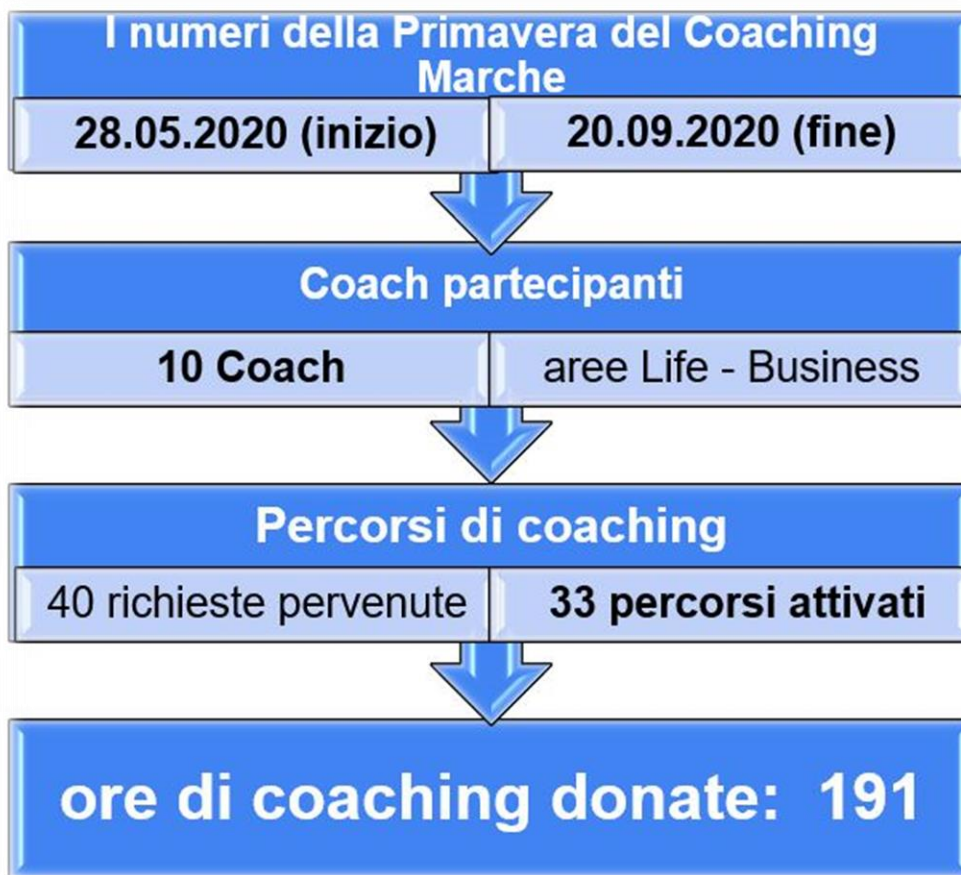 I numeri della Primavera del Coaching
Marche
28.05.2020 (inizio)
20.09.2020 (fine)
Coach partecipanti
10 Coach
aree Life - Business
Percorsi di coaching
40 richieste pervenute
33 percorsi attivati
ore di coaching donate: 191